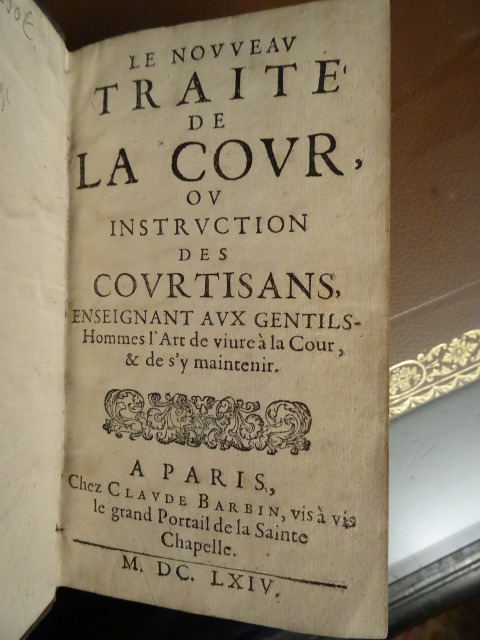 LE NOVVEAV
TRAITÉ
DE
LA COVR,
OV
INSTRVCTION
DES
COVRTISANS,
ENSEIGNANT AVX GENTILS-
Hommes l'Art de viure à la Cour,
& de s'y maintenir.
A PARIS,
Chez CLAVDE BARBIN, vis à vis
le grand Portail de la Sainte
Chapelle.
M. DC. LXIV.